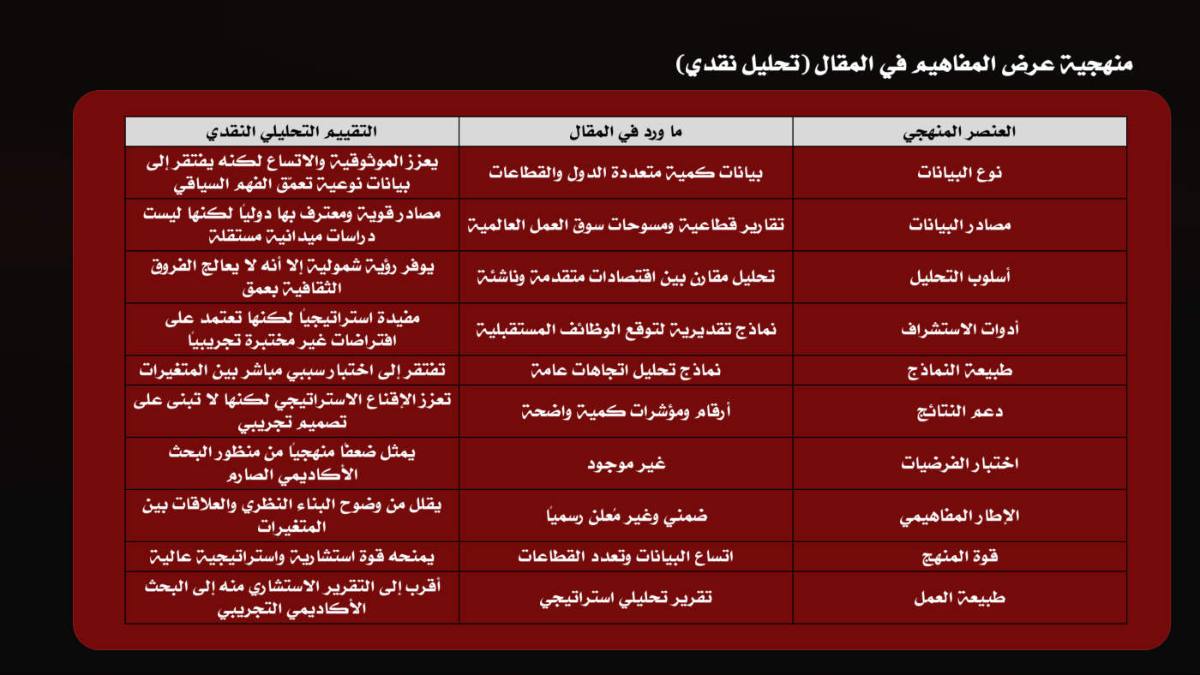 منهجية عرض المفاهيم في المقال (تحليل نقدي)
العنصر المنهجي
ما ورد في المقال
التقييم التحليلي النقدي
نوع البيانات
بيانات كمية متعددة الدول والقطاعات
يعزز الموثوقية والاتساع لكنه يفتقر إلى
بيانات نوعية تعمّق الفهم السياقي
مصادر البيانات
تقارير قطاعية ومسوحات سوق العمل العالمية
مصادر قوية ومعترف بها دوليًا لكنها ليست
دراسات ميدانية مستقلة
أسلوب التحليل
تحليل مقارن بين اقتصادات متقدمة وناشئة
يوفر رؤية شمولية إلا أنه لا يعالج الفروق
الثقافية بعمق
أدوات الاستشراف
نماذج تقديرية لتوقع الوظائف المستقبلية
مفيدة استراتيجيًا لكنها تعتمد على
افتراضات غير مختبرة تجريبيًا
طبيعة النماذج
نماذج تحليل اتجاهات عامة
تفتقر إلى اختبار سببي مباشر بين المتغيرات
دعم النتائج
أرقام ومؤشرات كمية واضحة
تعزز الإقناع الاستراتيجي لكنها لا تبنى على
تصميم تجريبي
اختبار الفرضيات
غير موجود
يمثل ضعفًا منهجيًا من منظور البحث
الأكاديمي الصارم
الإطار المفاهيمي
ضمني وغير مُعلن رسميًا
يقلل من وضوح البناء النظري والعلاقات بين
المتغيرات
قوة المنهج
اتساع البيانات وتعدد القطاعات
يمنحه قوة استشارية واستراتيجية عالية
طبيعة العمل
تقرير تحليلي استراتيجي
أقرب إلى التقرير الاستشاري منه إلى البحث
الأكاديمي التجريبي